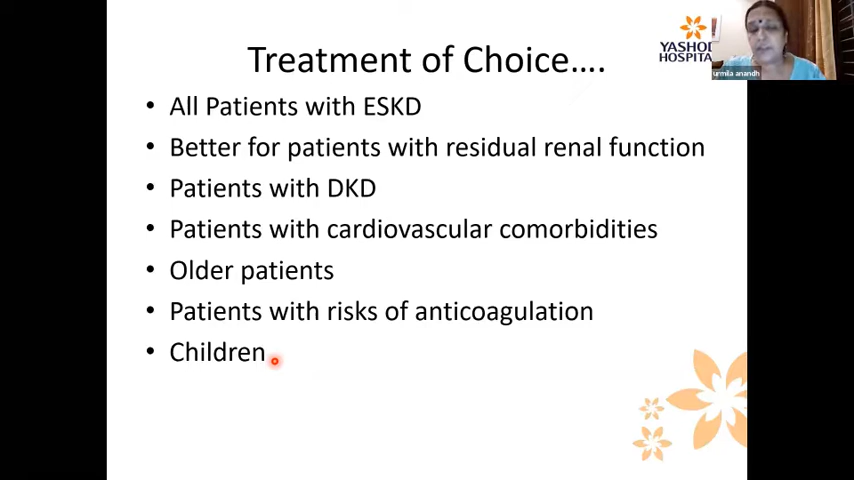 Treatment of Choice....
YASHOD
HOSPITA
urmila anandh
• All Patients with ESKD
• Better for patients with residual renal function
• Patients with DKD
• Patients with cardiovascular comorbidities
• Older patients
• Patients with risks of anticoagulation
• Children